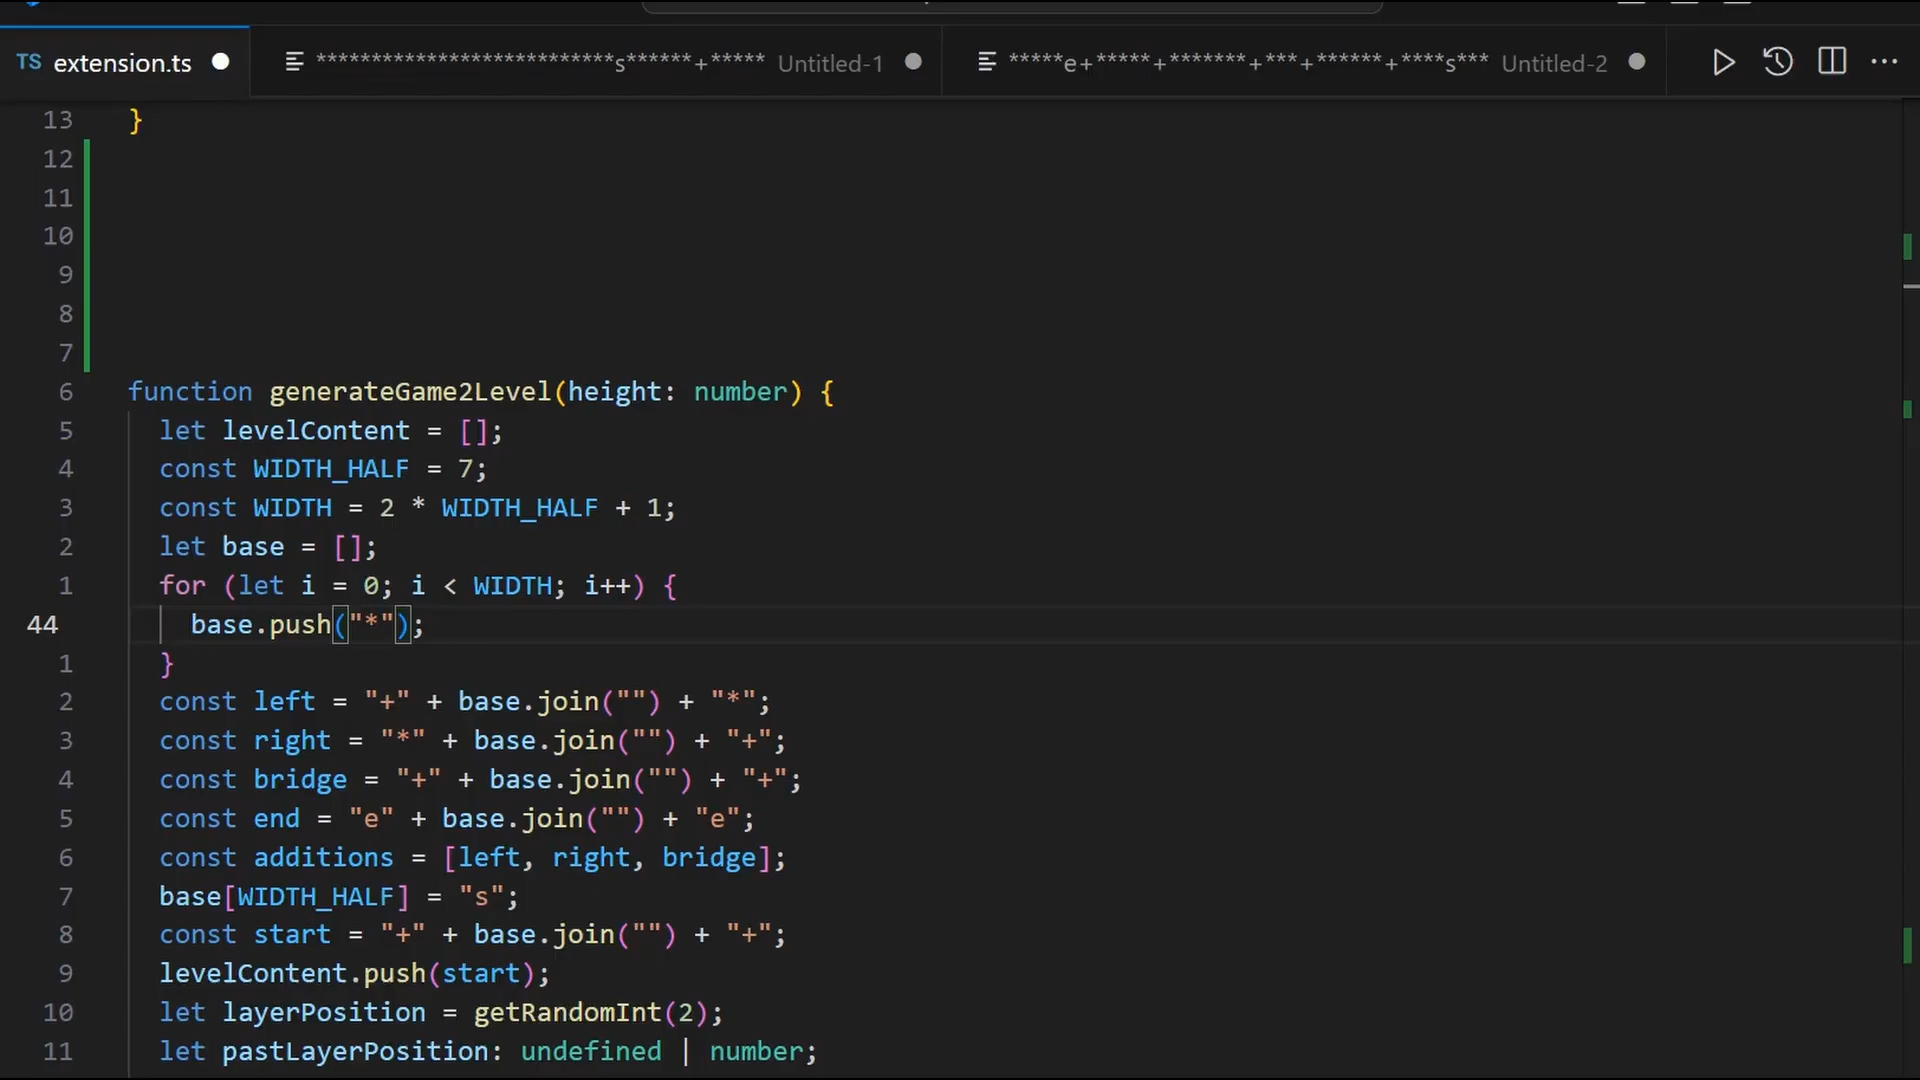 TS extension.ts
**************************s******+***** Untitled-1
*****e+*****+*******+***+******+****s*** Untitled-2
13 }
12
11
10
9
8
7
6 function generateGame2Level(height: number) {
5 let levelContent = [];
4 const WIDTH_HALF = 7;
3 const WIDTH = 2 * WIDTH_HALF + 1;
2 let base = [];
1 for (let i = 0; i < WIDTH; i++) {
44 base.push("*");
1 }
2 const left = "+" + base.join("") + "*";
3 const right = "*" + base.join("") + "+";
4 const bridge = "+" + base.join("") + "+";
5 const end = "e" + base.join("") + "e";
6 const additions = [left, right, bridge];
7 base[WIDTH_HALF] = "s";
8 const start = "+" + base.join("") + "+";
9 levelContent.push(start);
10 let layerPosition = getRandomInt(2);
11 let pastLayerPosition: undefined | number;